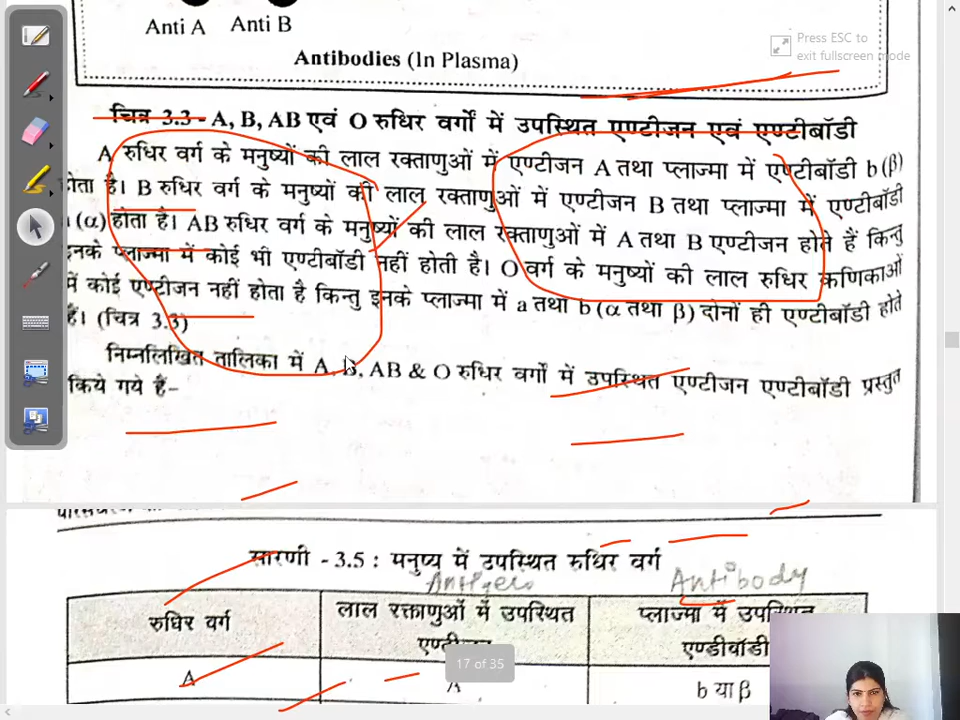 Anti A Anti B
Press ESC to
exit fullscreen mode
Antibodies (In Plasma)
चित्र 3.3 - A, B, AB एवं O रुधिर वर्गों में उपस्थित एण्टीजन एवं एण्टीबॉडी
A रुधिर वर्ग के मनुष्यों की लाल रक्ताणुओं में एण्टीजन A तथा प्लाज्मा में एण्टीबॉडी b (β)
होता है। B रुधिर वर्ग के मनुष्यों की लाल रक्ताणुओं में एण्टीजन B तथा प्लाज्मा में एण्टीबॉडी
(α) होता है। AB रुधिर वर्ग के मनुष्यों की लाल रक्ताणुओं में A तथा B एण्टीजन होते हैं किन्तु
इनके प्लाज्मा में कोई भी एण्टीबॉडी नहीं होती है। O वर्ग के मनुष्यों की लाल रुधिर कणिकाओं
में कोई एण्टीजन नहीं होता है किन्तु इनके प्लाज्मा में a तथा b (α तथा β) दोनों ही एण्टीबॉडी होते
हैं। (चित्र 3.3)
निम्नलिखित तालिका में A, B, AB & O रुधिर वर्गों में उपस्थित एण्टीजन एण्टीबॉडी प्रस्तुत
किये गये हैं-
सारणी - 3.5 : मनुष्य में उपस्थित रुधिर वर्ग
Antigen Antibody
रुधिर वर्ग लाल रक्ताणुओं में उपस्थित प्लाज्मा में उपस्थित
एण्टीजन एण्डीबॉडी
17 of 35
A A b या β